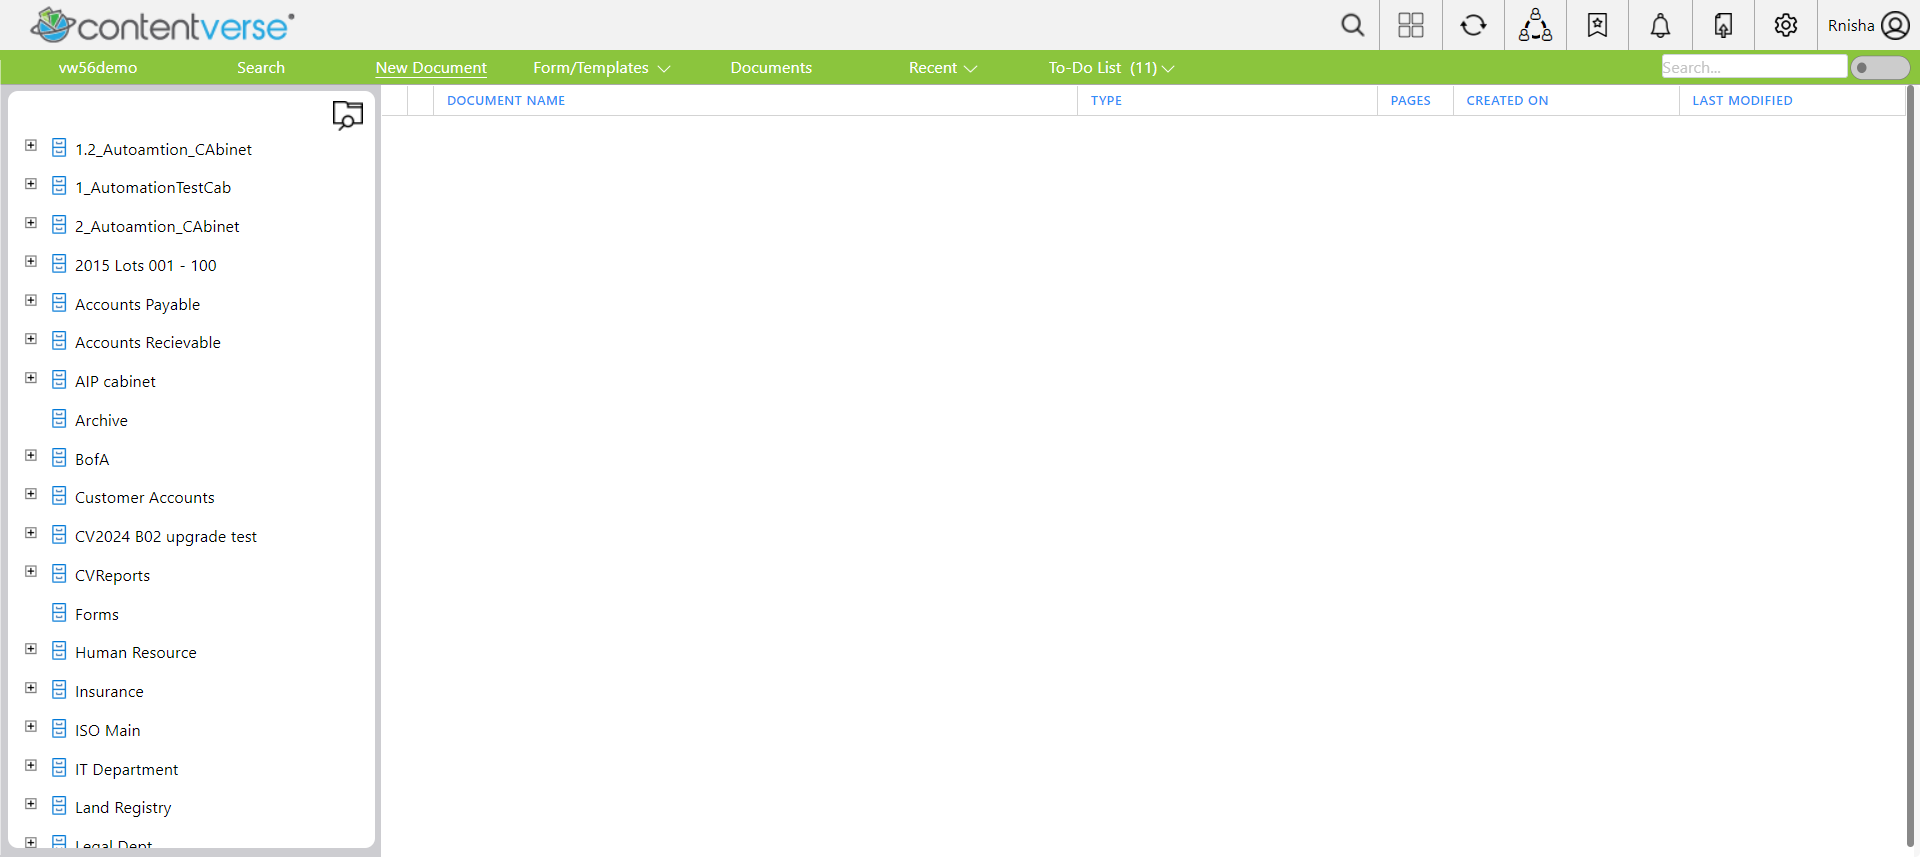 contentverse
Rnisha
vw56demo Search New Document Form/Templates Documents Recent To-Do List (11) Search...
DOCUMENT NAME TYPE PAGES CREATED ON LAST MODIFIED
1.2_Autoamtion_CAbinet
1_AutomationTestCab
2_Autoamtion_CAbinet
2015 Lots 001 - 100
Accounts Payable
Accounts Recievable
AIP cabinet
Archive
BofA
Customer Accounts
CV2024 B02 upgrade test
CVReports
Forms
Human Resource
Insurance
ISO Main
IT Department
Land Registry
Legal Dept